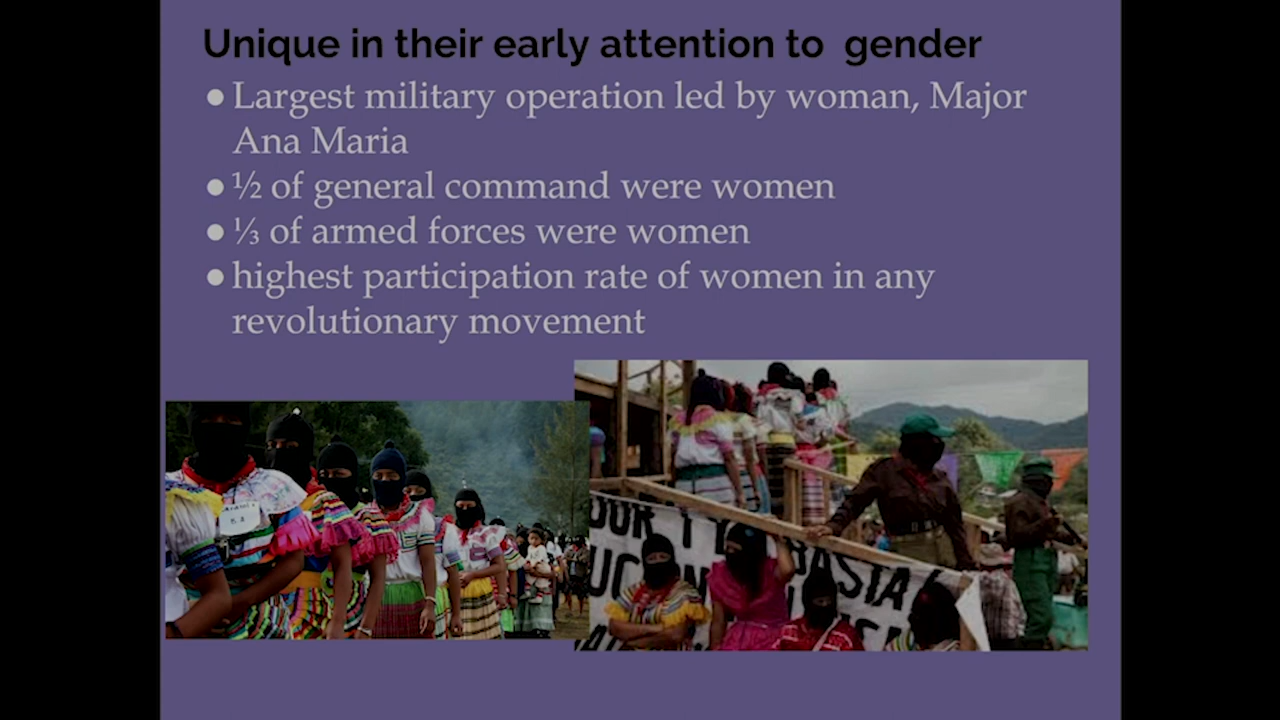 Unique in their early attention to gender
● Largest military operation led by woman, Major
Ana Maria
● ½ of general command were women
● ⅓ of armed forces were women
● highest participation rate of women in any
revolutionary movement
BASTA